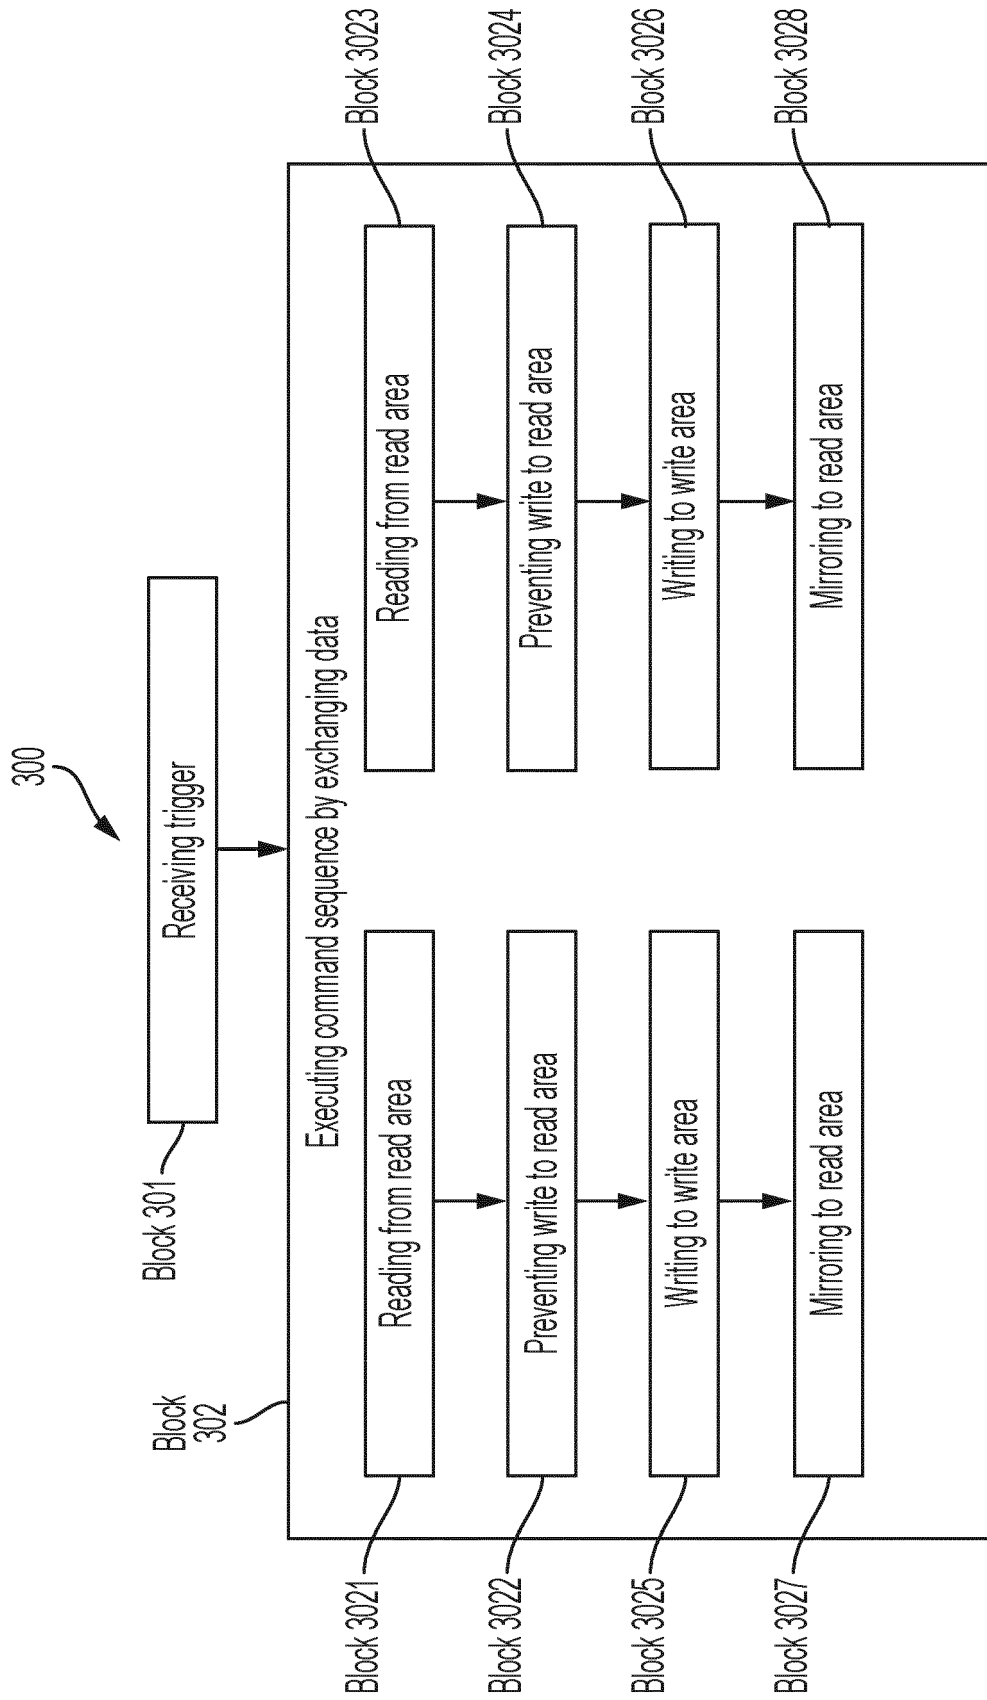 300
Receiving trigger
Block 301
Block
302
Executing command sequence by exchanging data
Reading from read area
Block 3021
Preventing write to read area
Block 3022
Writing to write area
Block 3025
Mirroring to read area
Block 3027
Reading from read area
Block 3023
Preventing write to read area
Block 3024
Writing to write area
Block 3026
Mirroring to read area
Block 3028